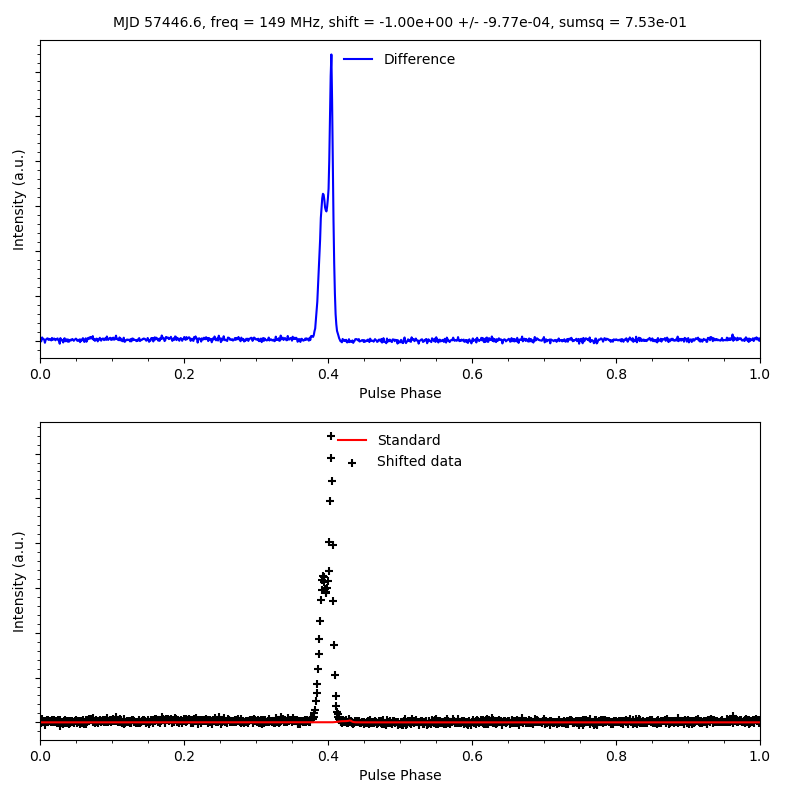 MJD 57446.6, freq = 149 MHz, shift = -1.00e+00 +/- -9.77e-04, sumsq = 7.53e-01
Difference
Intensity (a.u.)
0.0 0.2 0.4 0.6 0.8 1.0
Pulse Phase
Standard
Shifted data
Intensity (a.u.)
0.0 0.2 0.4 0.6 0.8 1.0
Pulse Phase